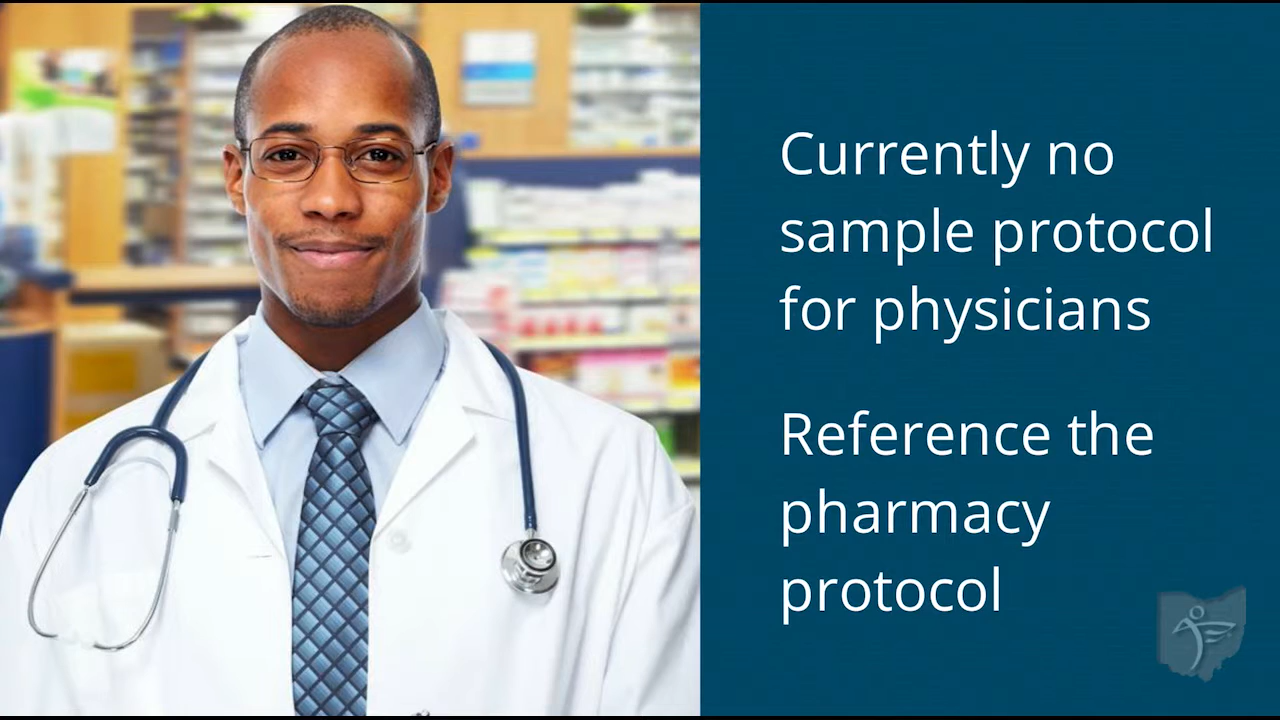 Currently no
sample protocol
for physicians
Reference the
pharmacy
protocol